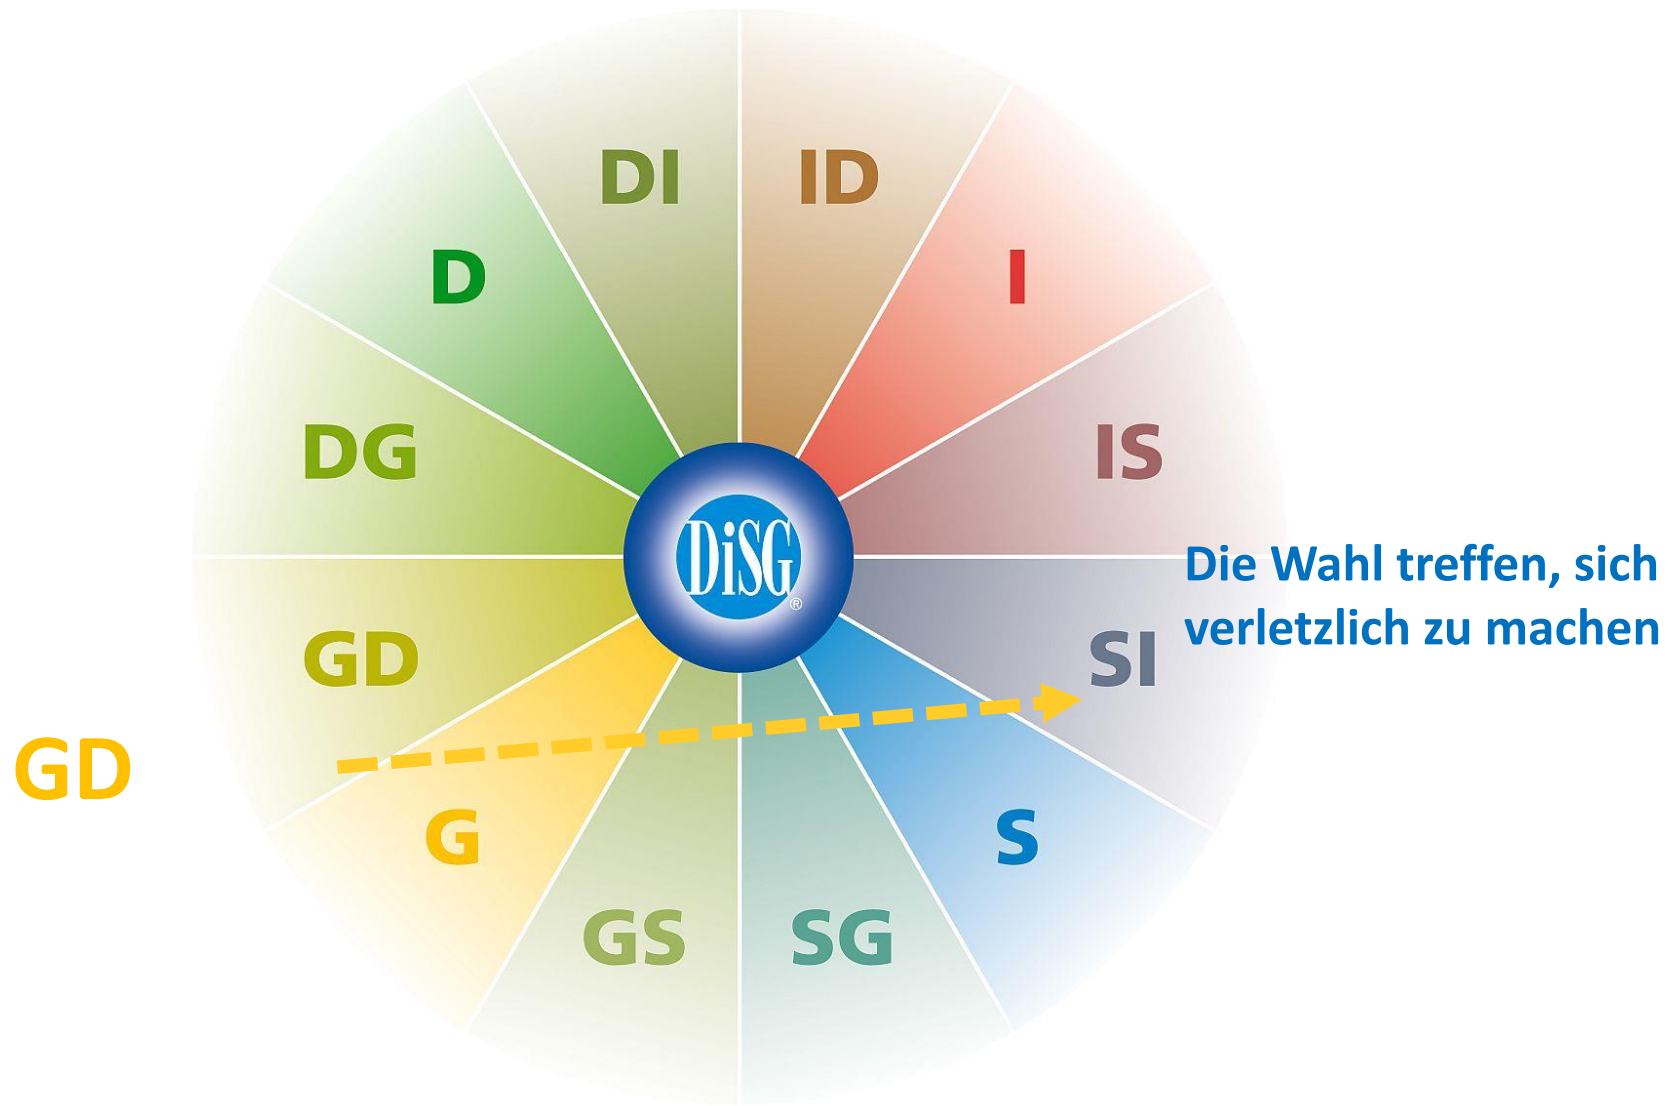 DI
ID
D
I
DG
IS
DiSG®
Die Wahl treffen, sich
verletzlich zu machen
GD
SI
GD
G
S
GS
SG